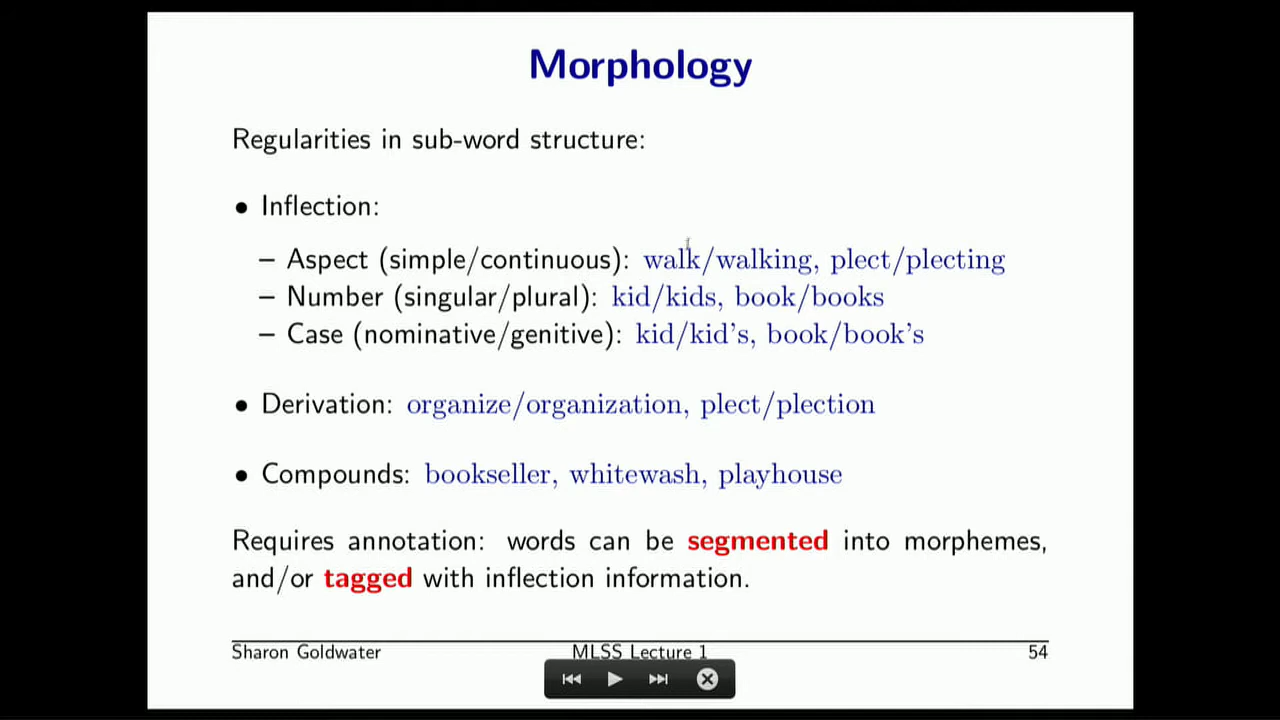 Morphology
Regularities in sub-word structure:
• Inflection:
– Aspect (simple/continuous): walk/walking, plect/plecting
– Number (singular/plural): kid/kids, book/books
– Case (nominative/genitive): kid/kid's, book/book's
• Derivation: organize/organization, plect/plection
• Compounds: bookseller, whitewash, playhouse
Requires annotation: words can be segmented into morphemes,
and/or tagged with inflection information.
Sharon Goldwater MLSS Lecture 1 54